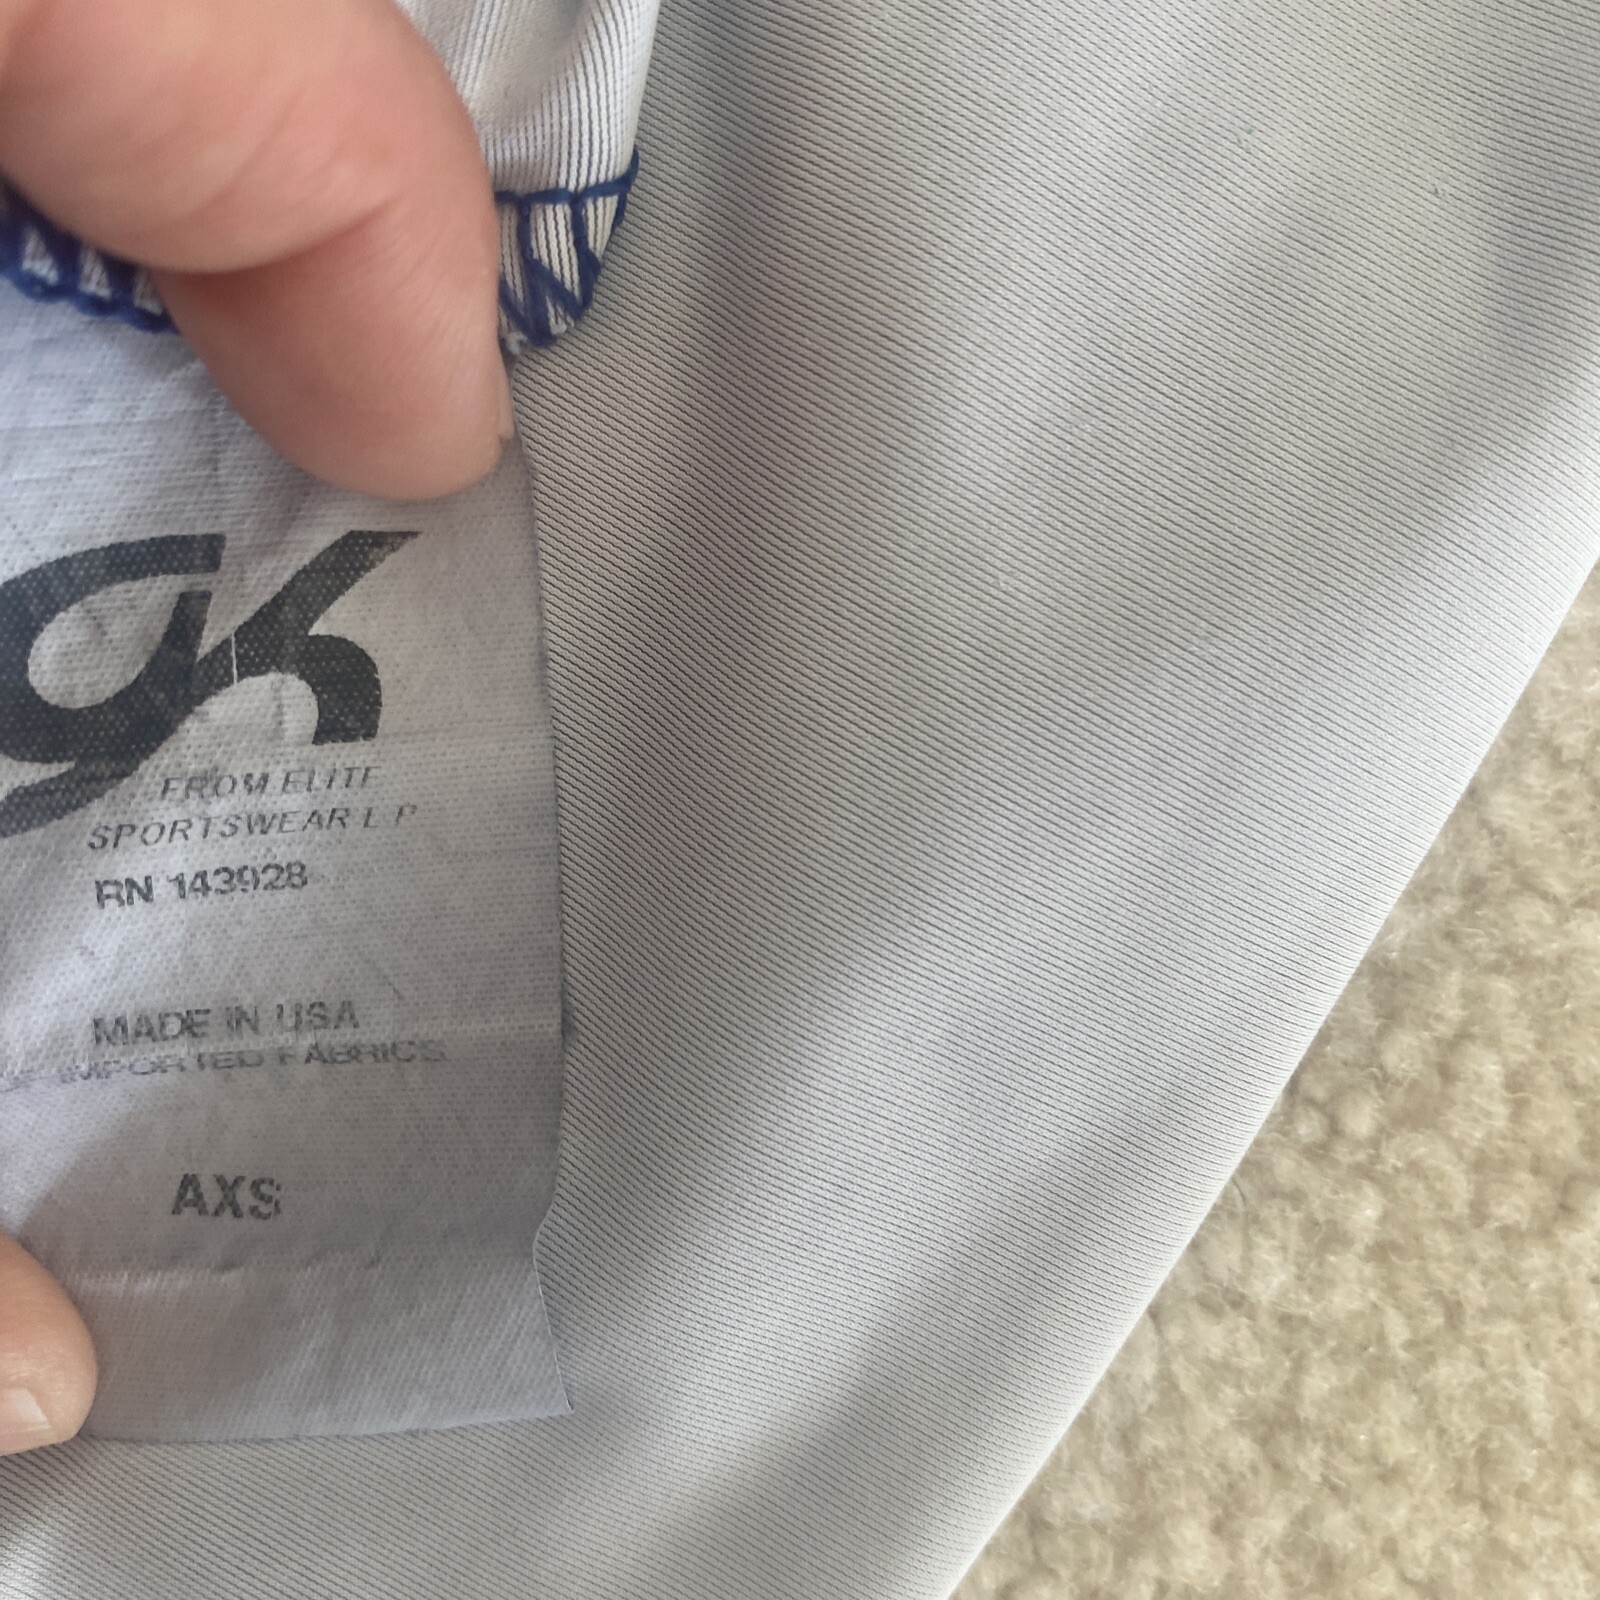 GK
FROM ELITE
SPORTSWEAR L P
RN 143928
MADE IN USA
IMPORTED FABRICS
AXS